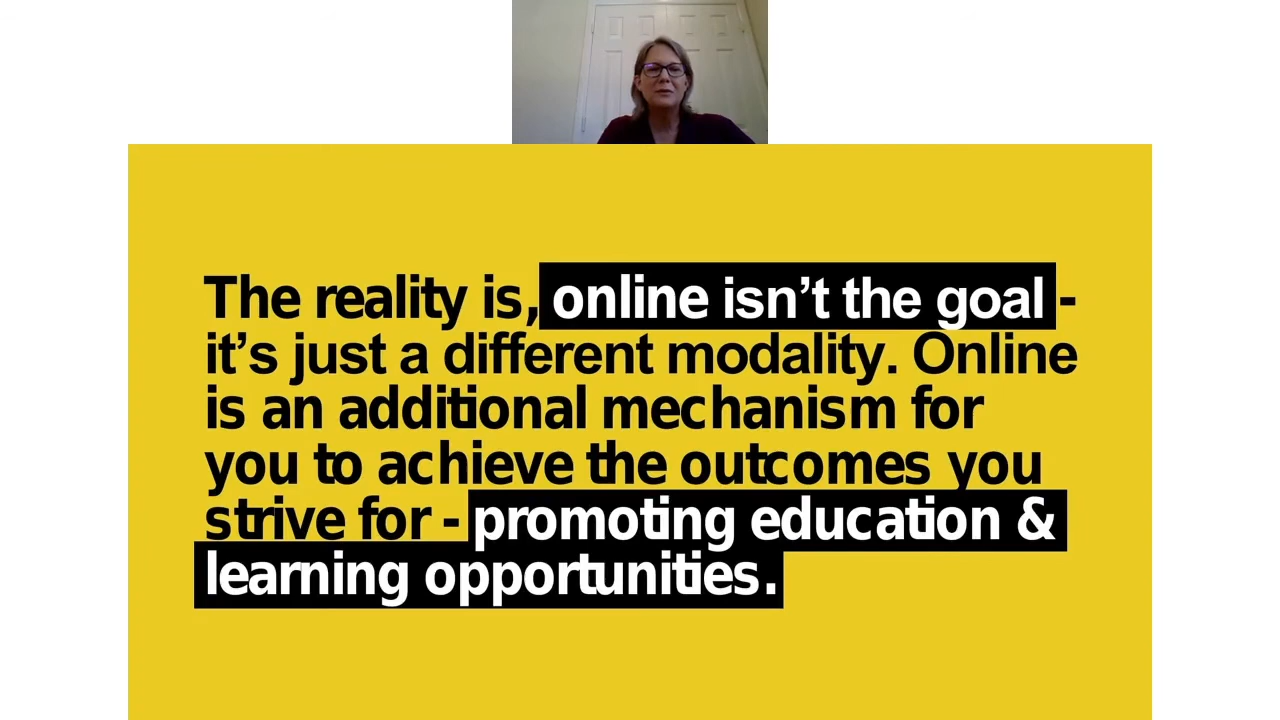 The reality is, online isn’t the goal -
it’s just a different modality. Online
is an additional mechanism for
you to achieve the outcomes you
strive for - promoting education &
learning opportunities.